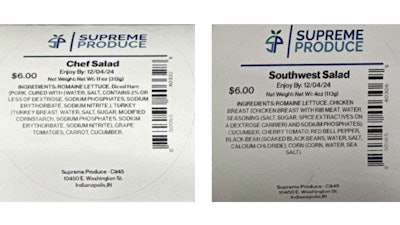 SUPREME
PRODUCE
Chef Salad
Enjoy By: 12/04/24
$6.00
Net Weight: Net Wt 11 oz (312g)
INGREDIENTS: ROMAINE LETTUCE, Diced Ham
(PORK, CURED WITH (WATER, SALT, CONTAINS 2% OR
LESS OF DEXTROSE, SODIUM PHOSPHATES, SODIUM
ERYTHORBATE, SODIUM NITRITE), TURKEY
(TURKEY BREAST WATER, SALT, SUGAR, MODIFIED
CORNSTARCH, SODIUM PHOSPHATES, SODIUM
ERYTHORBATE, SODIUM NITRITE), GRAPE
TOMATOES, CARROT, CUCUMBER.
Supreme Produce - C945
10450 E. Washington St.
Indianapolis,IN
SUPREME
PRODUCE
Southwest Salad
Enjoy By: 12/04/24
$6.00
Net Weight: Net Wt: 4oz (113g)
INGREDIENTS: ROMAINE LETTUCE, CHICKEN
BREAST (CHICKEN BREAST WITH RIB MEAT, WATER,
SEASONING (SALT, SUGAR, SPICE EXTRACTIVES ON
A DEXTROSE CARRIER) AND SODIUM PHOSPHATES),
CUCUMBER, CHERRY TOMATO, RED BELL PEPPER,
BLACK BEAN (SOAKED BLACK BEANS, WATER, SALT,
CALCIUM CHLORIDE), CORN (CORN, WATER, SEA
SALT).
Supreme Produce - C945
10450 E. Washington St.
Indianapolis,IN